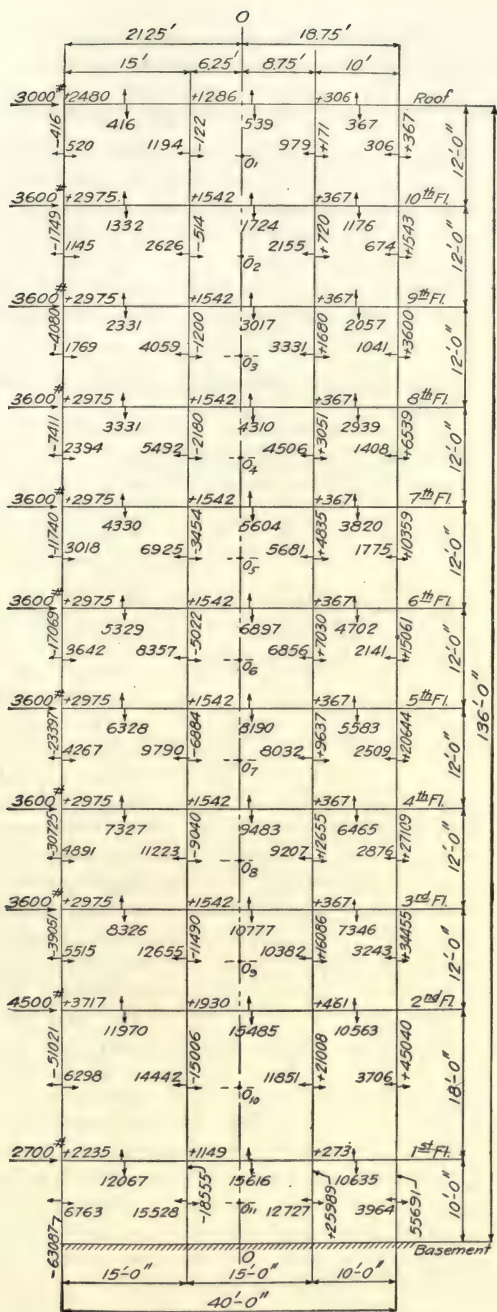 O
21.25' 18.75'
15' 6.25' 8.75' 10'
3000# +2480 +1286 +306 Roof
-416 416 -122 539 +171 367 +367
520 1194 O1 979 306 12'-0"
3600# +2975 +1542 +367 10th Fl.
-1749 1332 -514 1724 +720 1176 +1543
1145 2626 O2 2155 674 12'-0"
3600# +2975 +1542 +367 9th Fl.
-4080 2331 -1200 3017 +1680 2057 +3600
1769 4059 O3 3331 1041 12'-0"
3600# +2975 +1542 +367 8th Fl.
-7411 3331 -2180 4310 +3051 2939 +6539
2394 5492 O4 4506 1408 12'-0"
3600# +2975 +1542 +367 7th Fl.
-11740 4330 -3454 5604 +4835 3820 +10359
3018 6925 O5 5681 1775 12'-0"
3600# +2975 +1542 +367 6th Fl.
-17069 5329 -5022 6897 +7030 4702 +15061
3642 8357 O6 6856 2141 12'-0"
136'-0"
3600# +2975 +1542 +367 5th Fl.
-23397 6328 -6884 8190 +9637 5583 +20644
4267 9790 O7 8032 2509 12'-0"
3600# +2975 +1542 +367 4th Fl.
-30725 7327 -9040 9483 +12655 6465 +27109
4891 11223 O8 9207 2876 12'-0"
3600# +2975 +1542 +367 3rd Fl.
-39051 8326 -11490 10777 +16086 7346 +34455
5515 12655 O9 10382 3243 12'-0"
4500# +3717 +1930 +461 2nd Fl.
-51021 11970 -15006 15485 +21008 10563 +45040
6298 14442 O10 11851 3706 18'-0"
2700# +2235 +1149 +273 1st Fl.
-63087 12067 -18555 15616 +25989 10635 55691
6763 15528 O11 12727 3964 10'-0"
O Basement
15'-0" 15'-0" 10'-0"
40'-0"